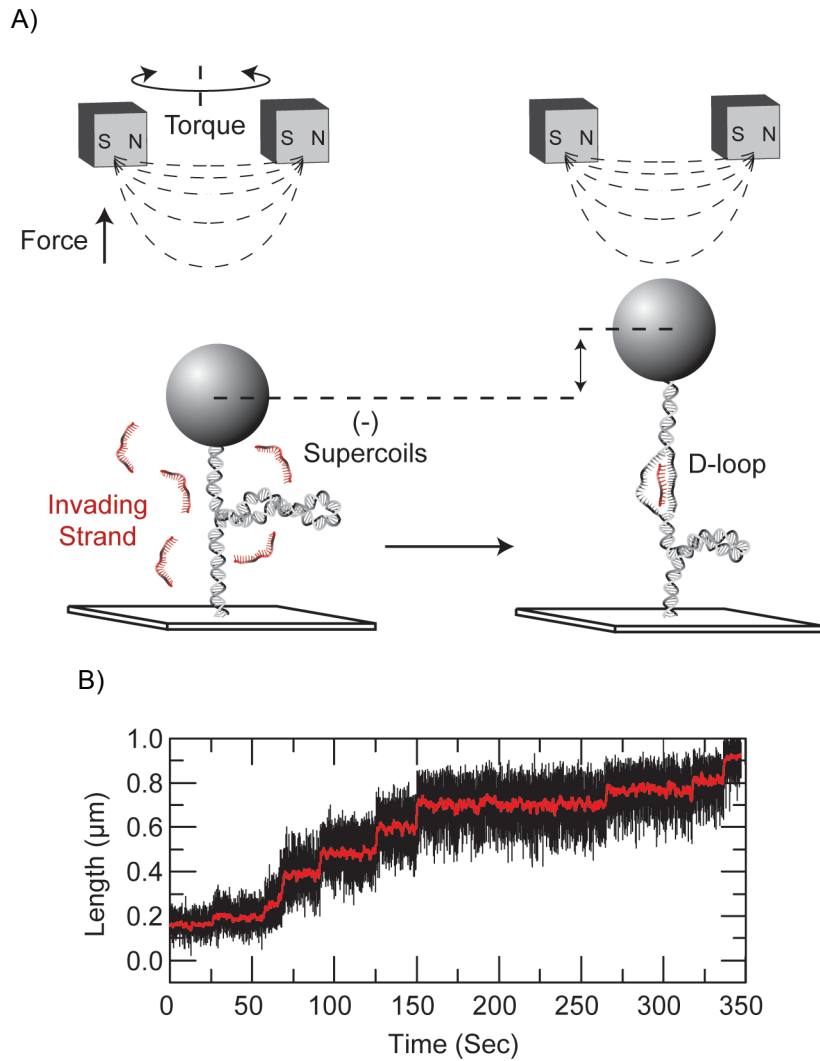 A)
S N
Torque
S N
S N
S N
Force
(-)
Supercoils
D-loop
Invading
Strand
B)
1.0
0.8
0.6
0.4
0.2
0.0
Length (μm)
0 50 100 150 200 250 300 350
Time (Sec)